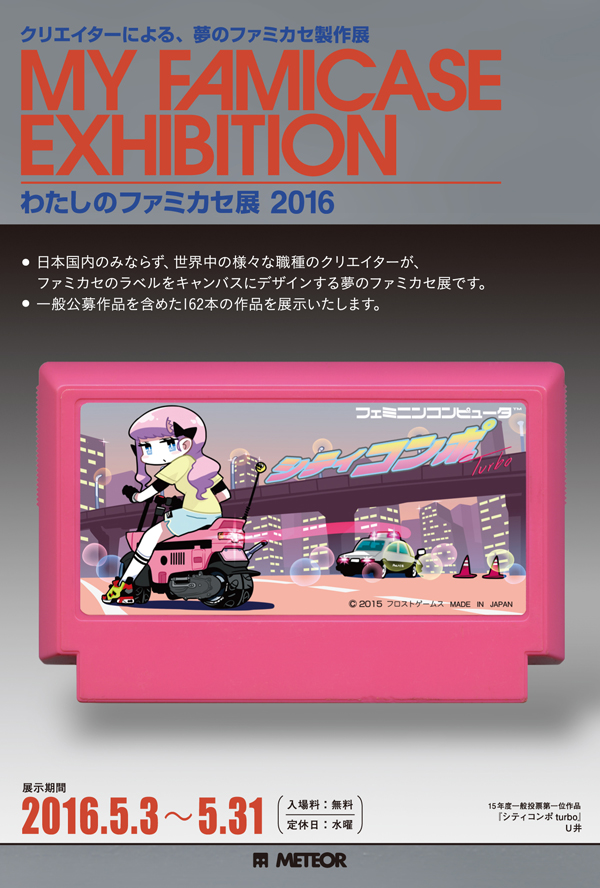 クリエイターによる、夢のファミカセ製作展
MY FAMICASE
EXHIBITION
わたしのファミカセ展 2016
● 日本国内のみならず、世界中の様々な職種のクリエイターが、
ファミカセのラベルをキャンバスにデザインする夢のファミカセ展です。
● 一般公募作品を含めた162本の作品を展示いたします。
フェミニンコンピュータ™
シティコンポ
Turbo
POLICE
© 2015 フロストゲームス MADE IN JAPAN
展示期間
2016.5.3～5.31
入場料：無料
定休日：水曜
15年度一般投票第一位作品
『シティコンポ turbo』
U井
METEOR